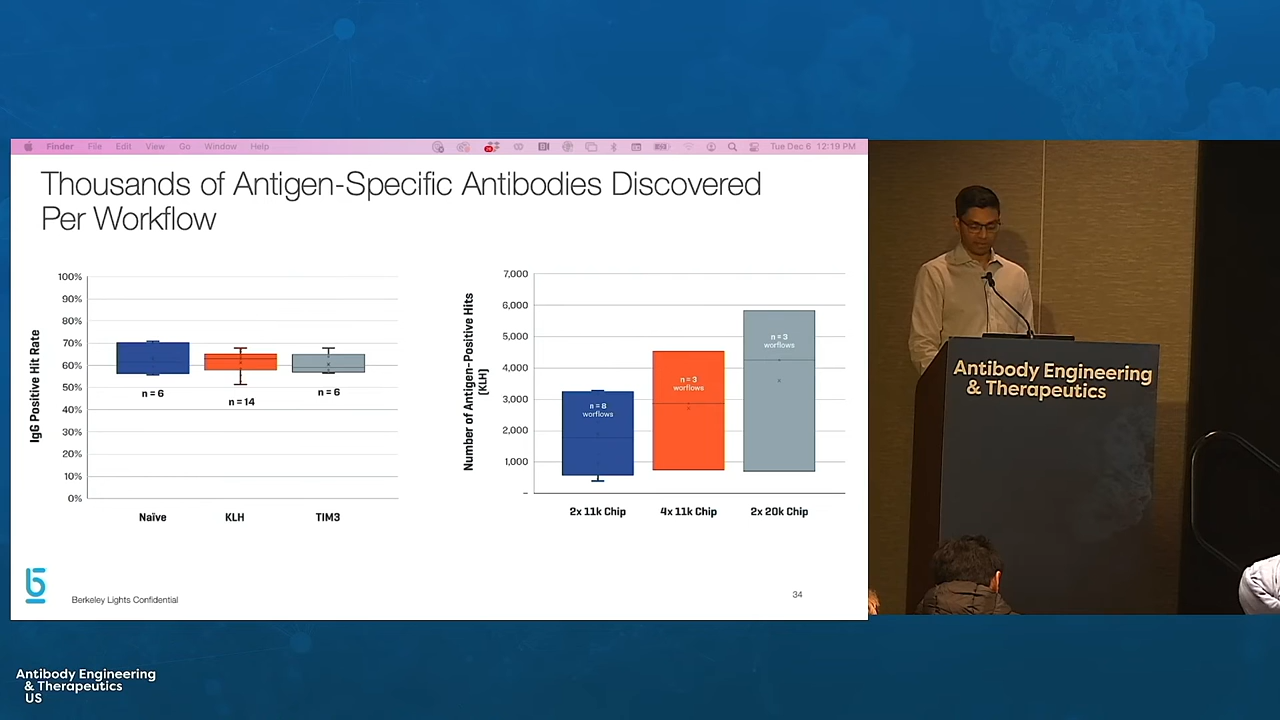 Finder File Edit View Go Window Help Tue Dec 6 12:19 PM
Thousands of Antigen-Specific Antibodies Discovered
Per Workflow
IgG Positive Hit Rate
100%
90%
80%
70%
60%
50%
40%
30%
20%
10%
0%
n = 6
n = 14
n = 6
Naïve KLH TIM3
Number of Antigen-Positive Hits
(KLH)
7,000
6,000
5,000
4,000
3,000
2,000
1,000
–
n = 8
worflows
n = 3
worflows
n = 3
worflows
2x 11k Chip 4x 11k Chip 2x 20k Chip
Berkeley Lights Confidential
34
Antibody Engineering
& Therapeutics
Antibody Engineering
& Therapeutics
US